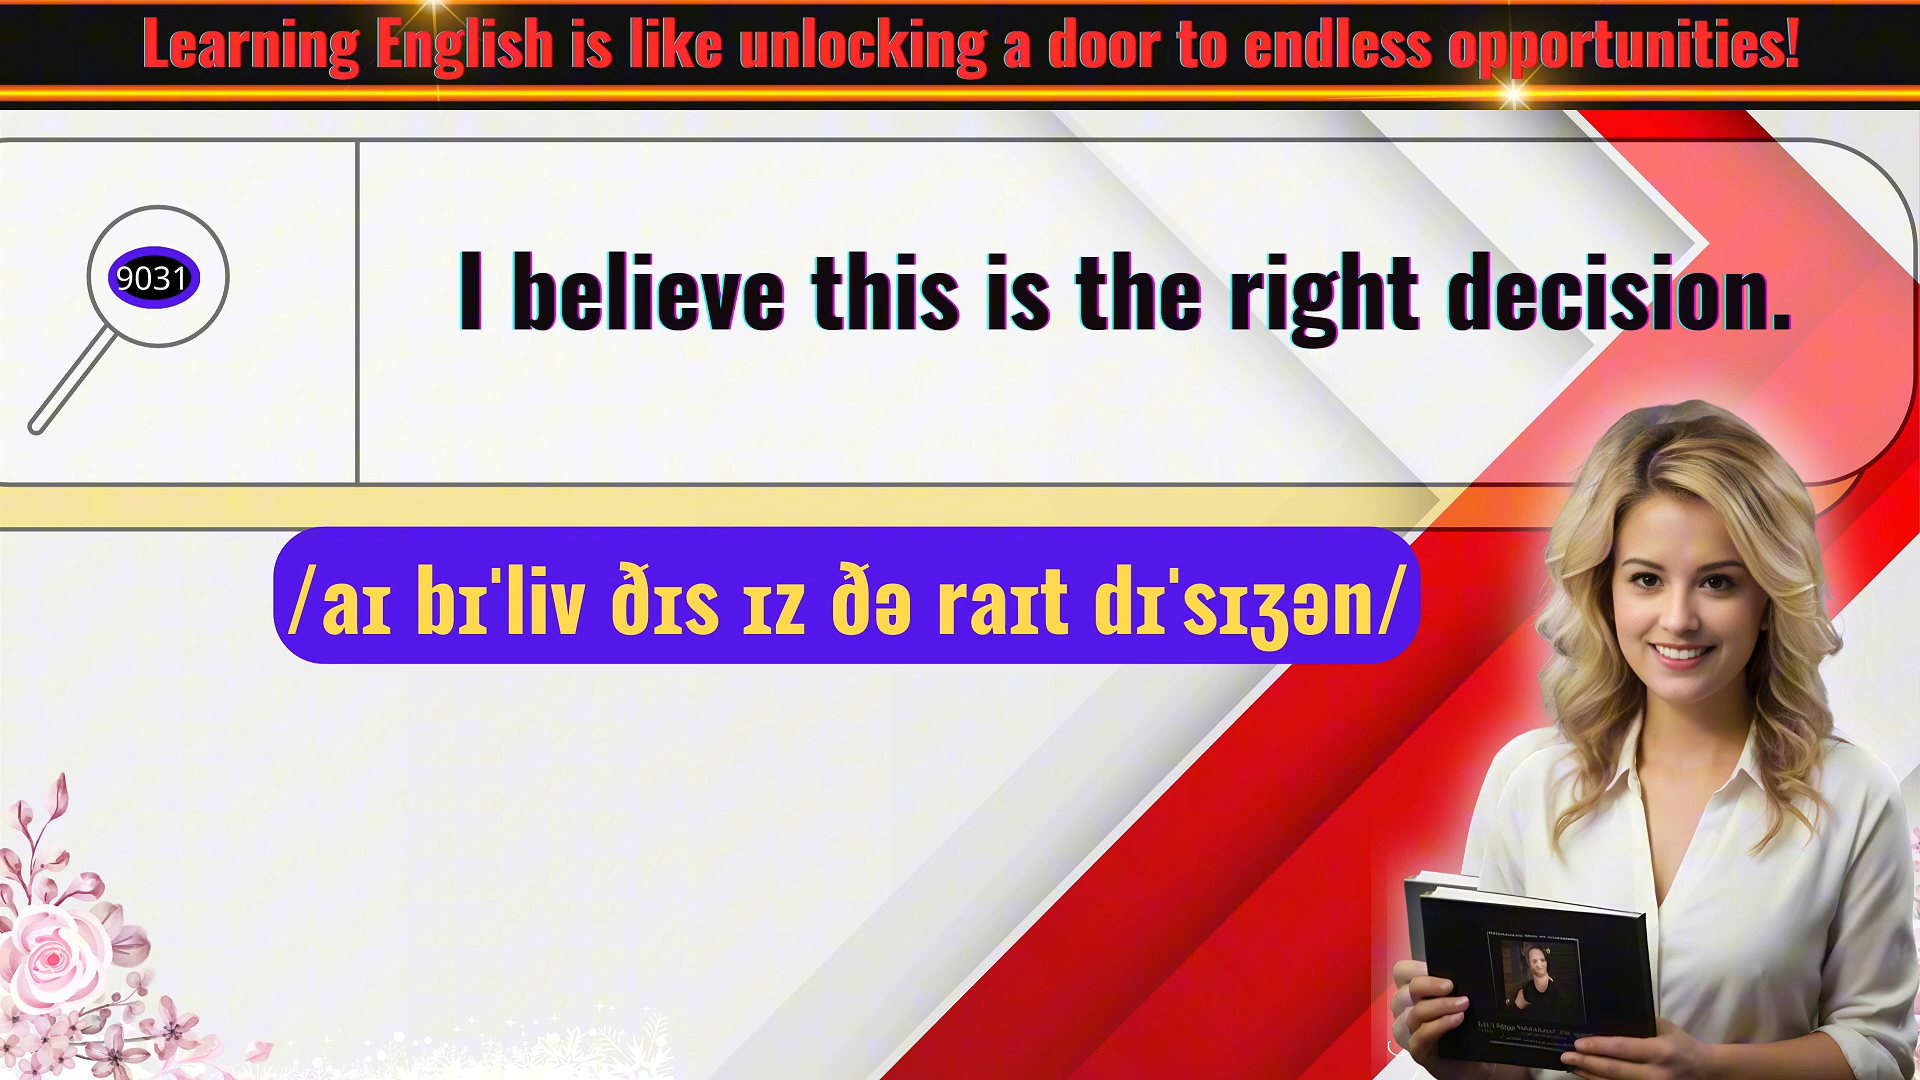 Learning English is like unlocking a door to endless opportunities!
9031
I believe this is the right decision.
/aɪ bɪˈliv ðɪs ɪz ðə raɪt dɪˈsɪʒən/